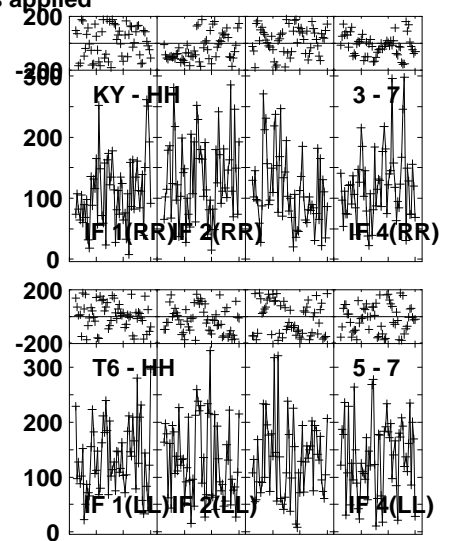 applied
200
-200
300
KY - HH 3 - 7
200
100
IF 1(RR) IF 2(RR) IF 4(RR)
0
200
-200
300
T6 - HH 5 - 7
200
100
IF 1(LL) IF 2(LL) IF 4(LL)
0